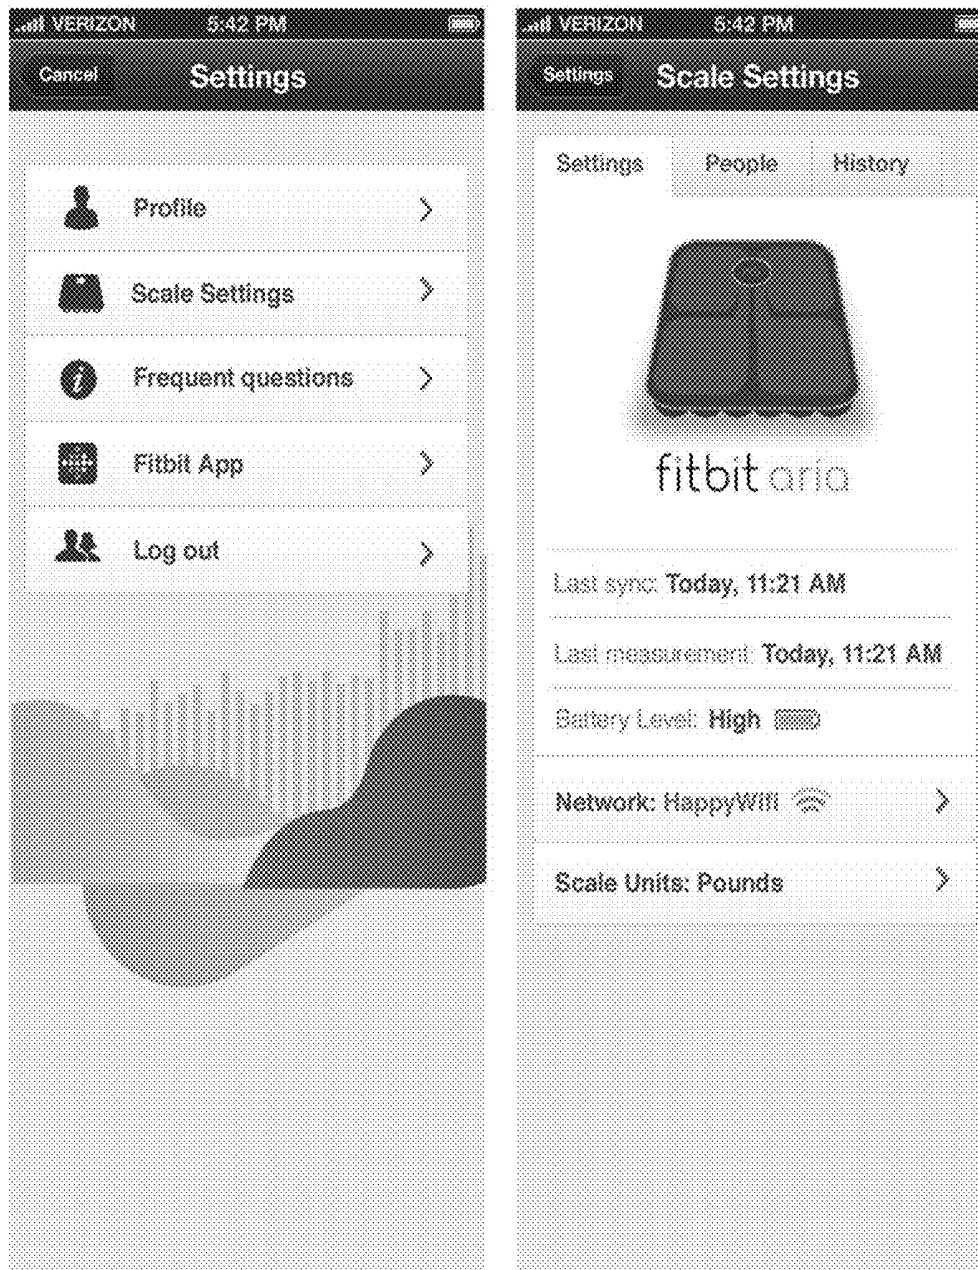 VERIZON 5:42 PM
Cancel Settings
Profile
Scale Settings
Frequent questions
Fitbit App
Log out
VERIZON 5:42 PM
Settings Scale Settings
Settings People History
fitbit aria
Last sync: Today, 11:21 AM
Last measurement: Today, 11:21 AM
Battery Level: High
Network: HappyWifi
Scale Units: Pounds